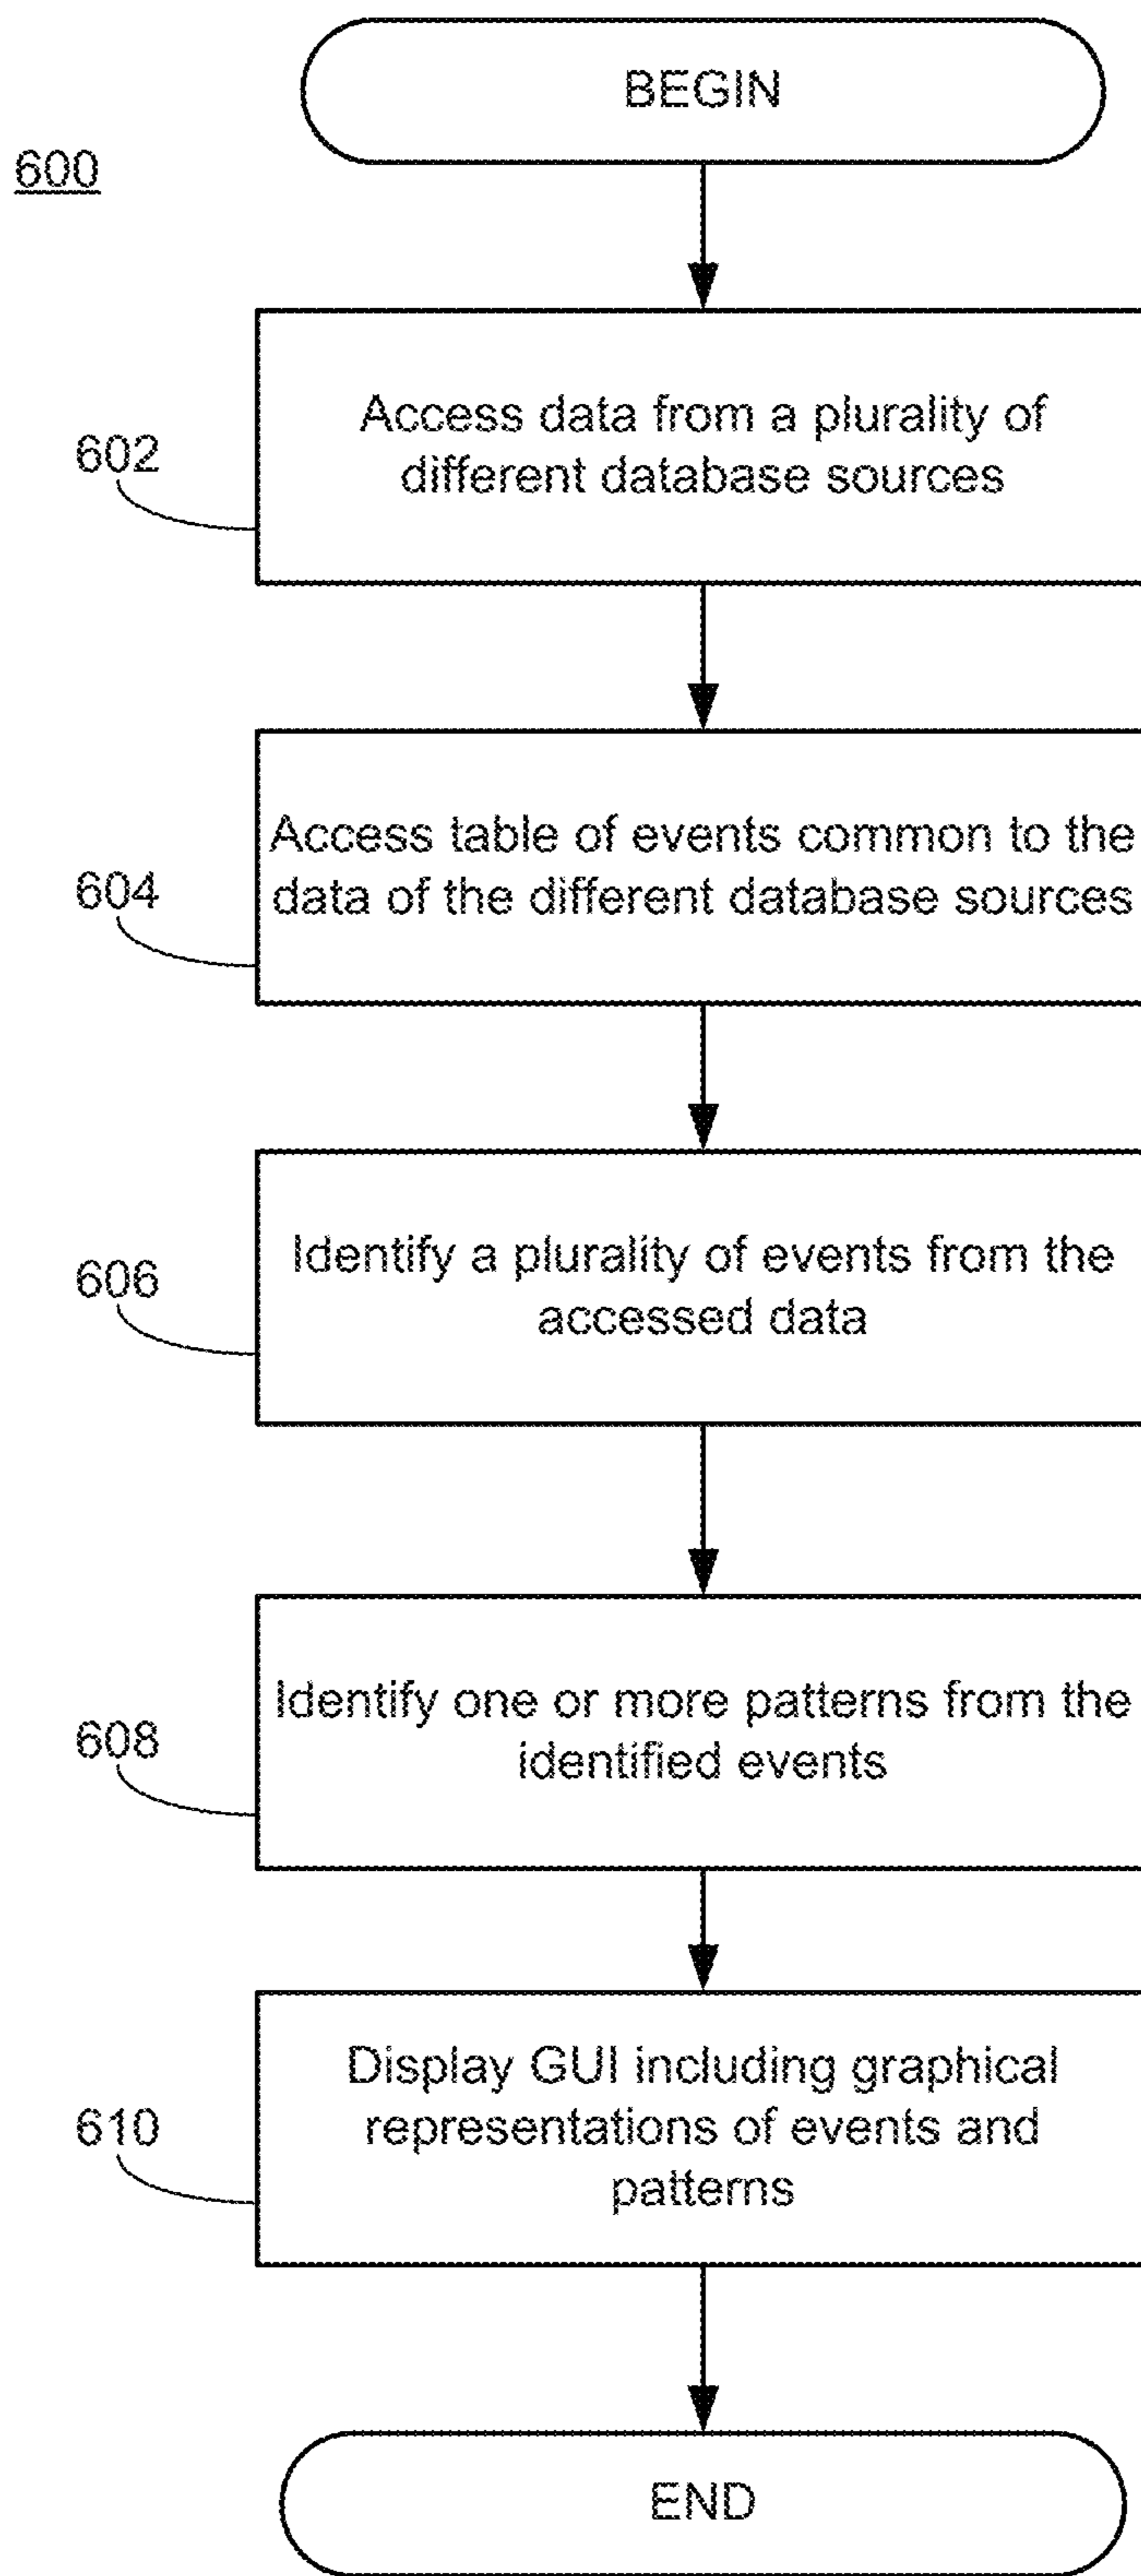 BEGIN
600
Access data from a plurality of
different database sources
602
Access table of events common to the
data of the different database sources
604
Identify a plurality of events from the
accessed data
606
Identify one or more patterns from the
identified events
608
Display GUI including graphical
representations of events and
patterns
610
END